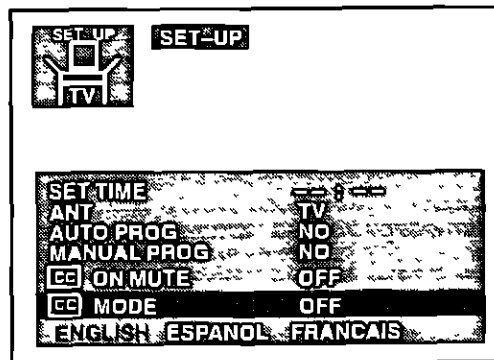 SET UP
TV
SET-UP
SET TIME -- : --
ANT TV
AUTO PROG NO
MANUAL PROG NO
CC ON MUTE OFF
CC MODE OFF
ENGLISH ESPANOL FRANCAIS